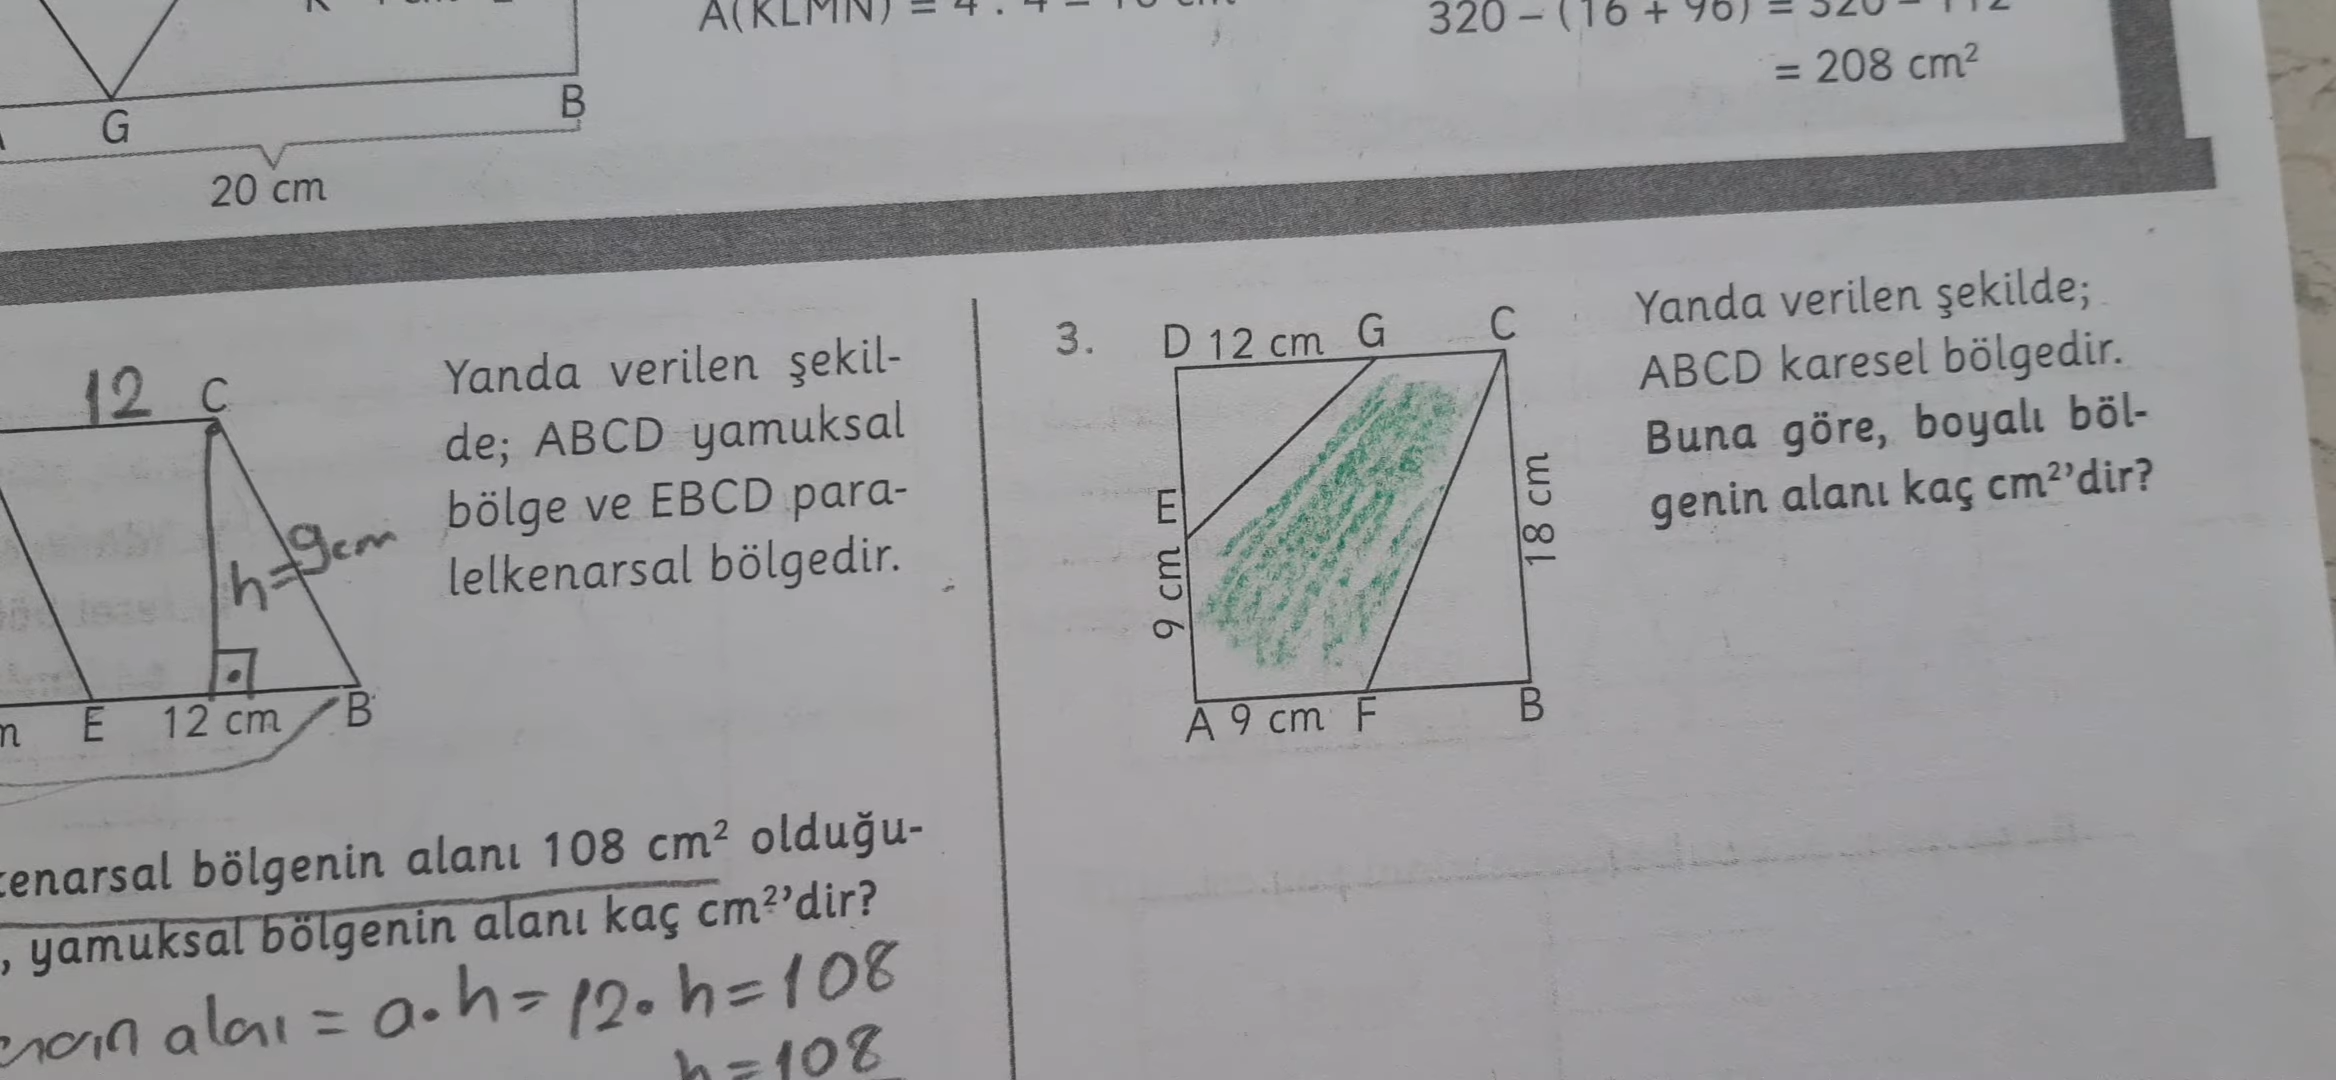 320 – (16 + 96) = 320 – 112
= 208 cm²
G
B
20 cm
12 C
h=9cm
E 12 cm B
Yanda verilen şekil-
de; ABCD yamuksal
bölge ve EBCD para-
lelkenarsal bölgedir.
kenarsal bölgenin alanı 108 cm² olduğu-
, yamuksal bölgenin alanı kaç cm²'dir?
alanı = a.h = 12.h = 108
h = 108
3.
D 12 cm G C
E
9 cm
18 cm
A 9 cm F B
Yanda verilen şekilde;
ABCD karesel bölgedir.
Buna göre, boyalı böl-
genin alanı kaç cm²'dir?